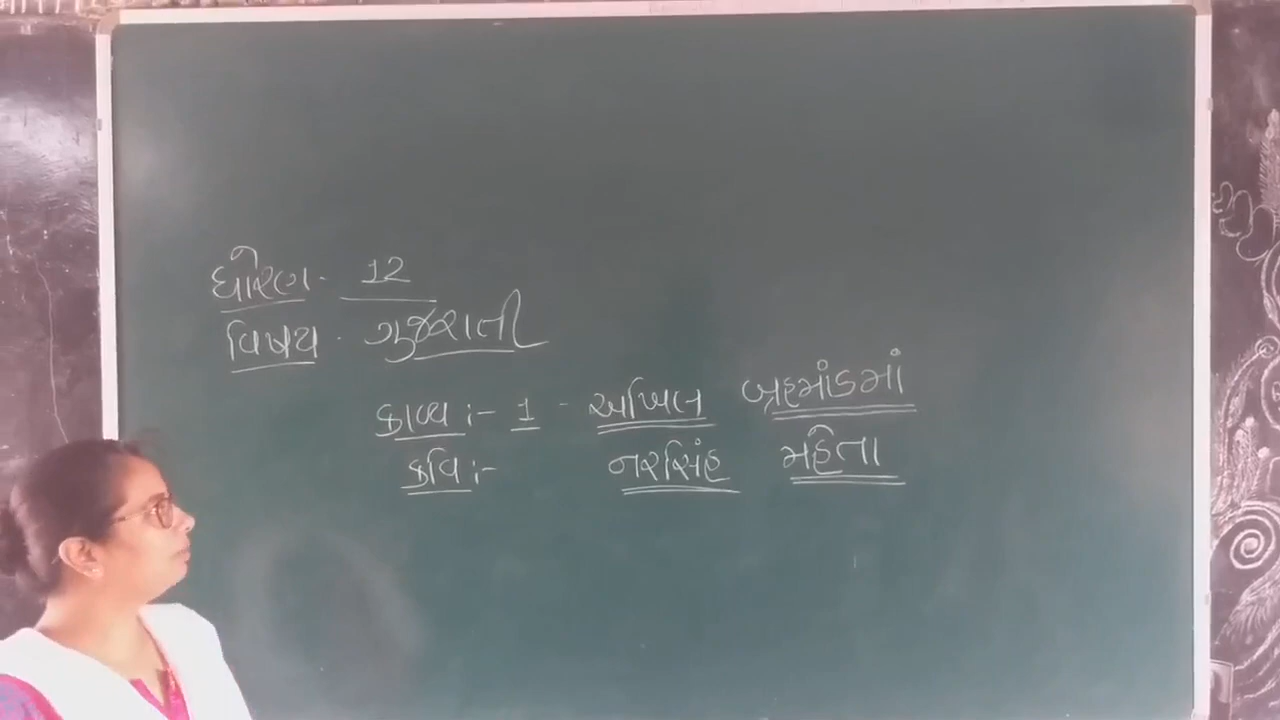 ધોરણ - 12
વિષય - ગુજરાતી
કાવ્ય :- 1 - અખિલ બ્રહ્માંડમાં
કવિ :- નરસિંહ મહેતા